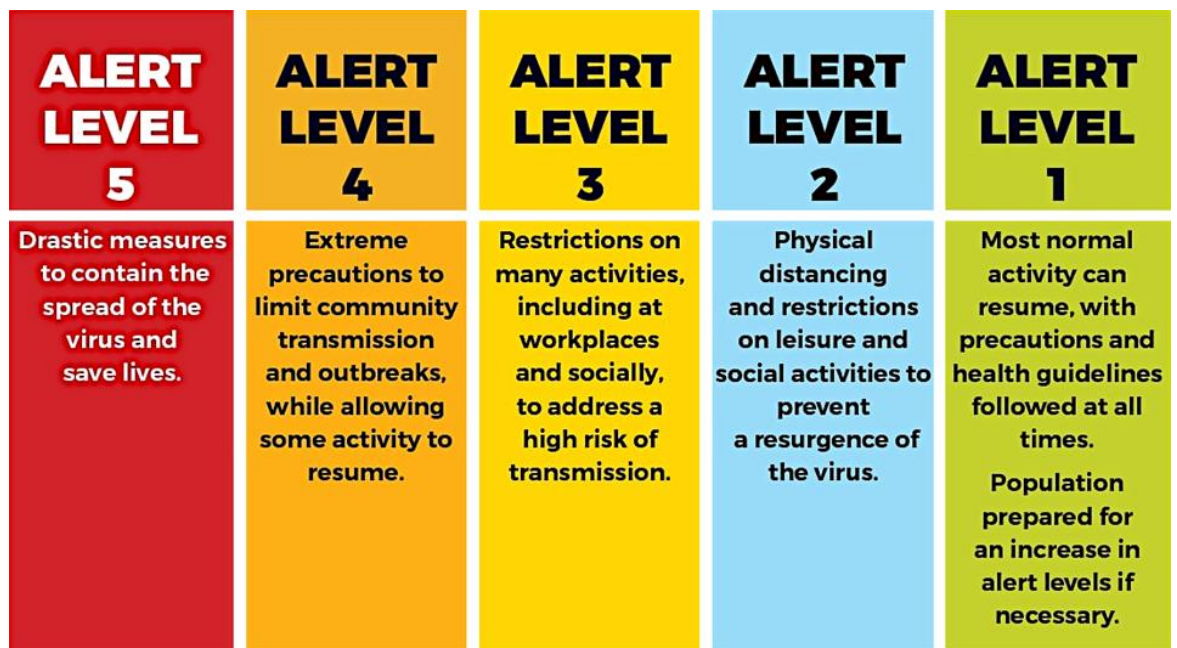 ALERT
LEVEL
5
Drastic measures
to contain the
spread of the
virus and
save lives.
ALERT
LEVEL
4
Extreme
precautions to
limit community
transmission
and outbreaks,
while allowing
some activity to
resume.
ALERT
LEVEL
3
Restrictions on
many activities,
including at
workplaces
and socially,
to address a
high risk of
transmission.
ALERT
LEVEL
2
Physical
distancing
and restrictions
on leisure and
social activities to
prevent
a resurgence of
the virus.
ALERT
LEVEL
1
Most normal
activity can
resume, with
precautions and
health guidelines
followed at all
times.
Population
prepared for
an increase in
alert levels if
necessary.